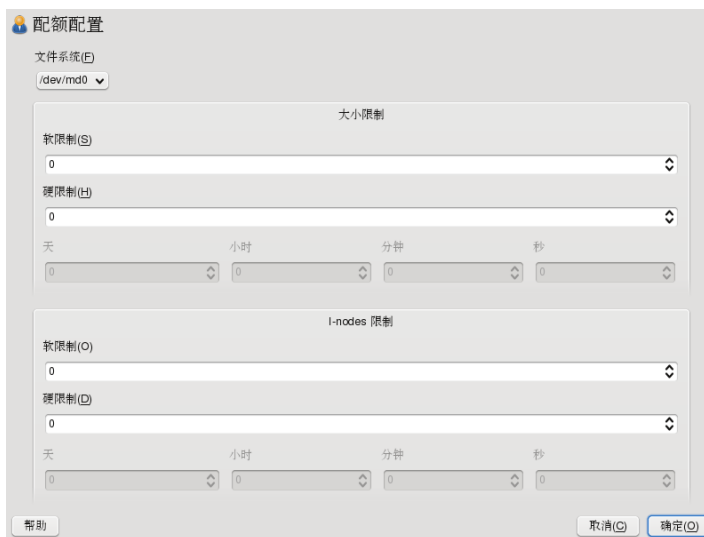 配额配置
文件系统(F)
/dev/md0
大小限制
软限制(S)
0
硬限制(H)
0
天 小时 分钟 秒
0 0 0 0
I-nodes 限制
软限制(O)
0
硬限制(D)
0
天 小时 分钟 秒
0 0 0 0
帮助 取消(C) 确定(O)